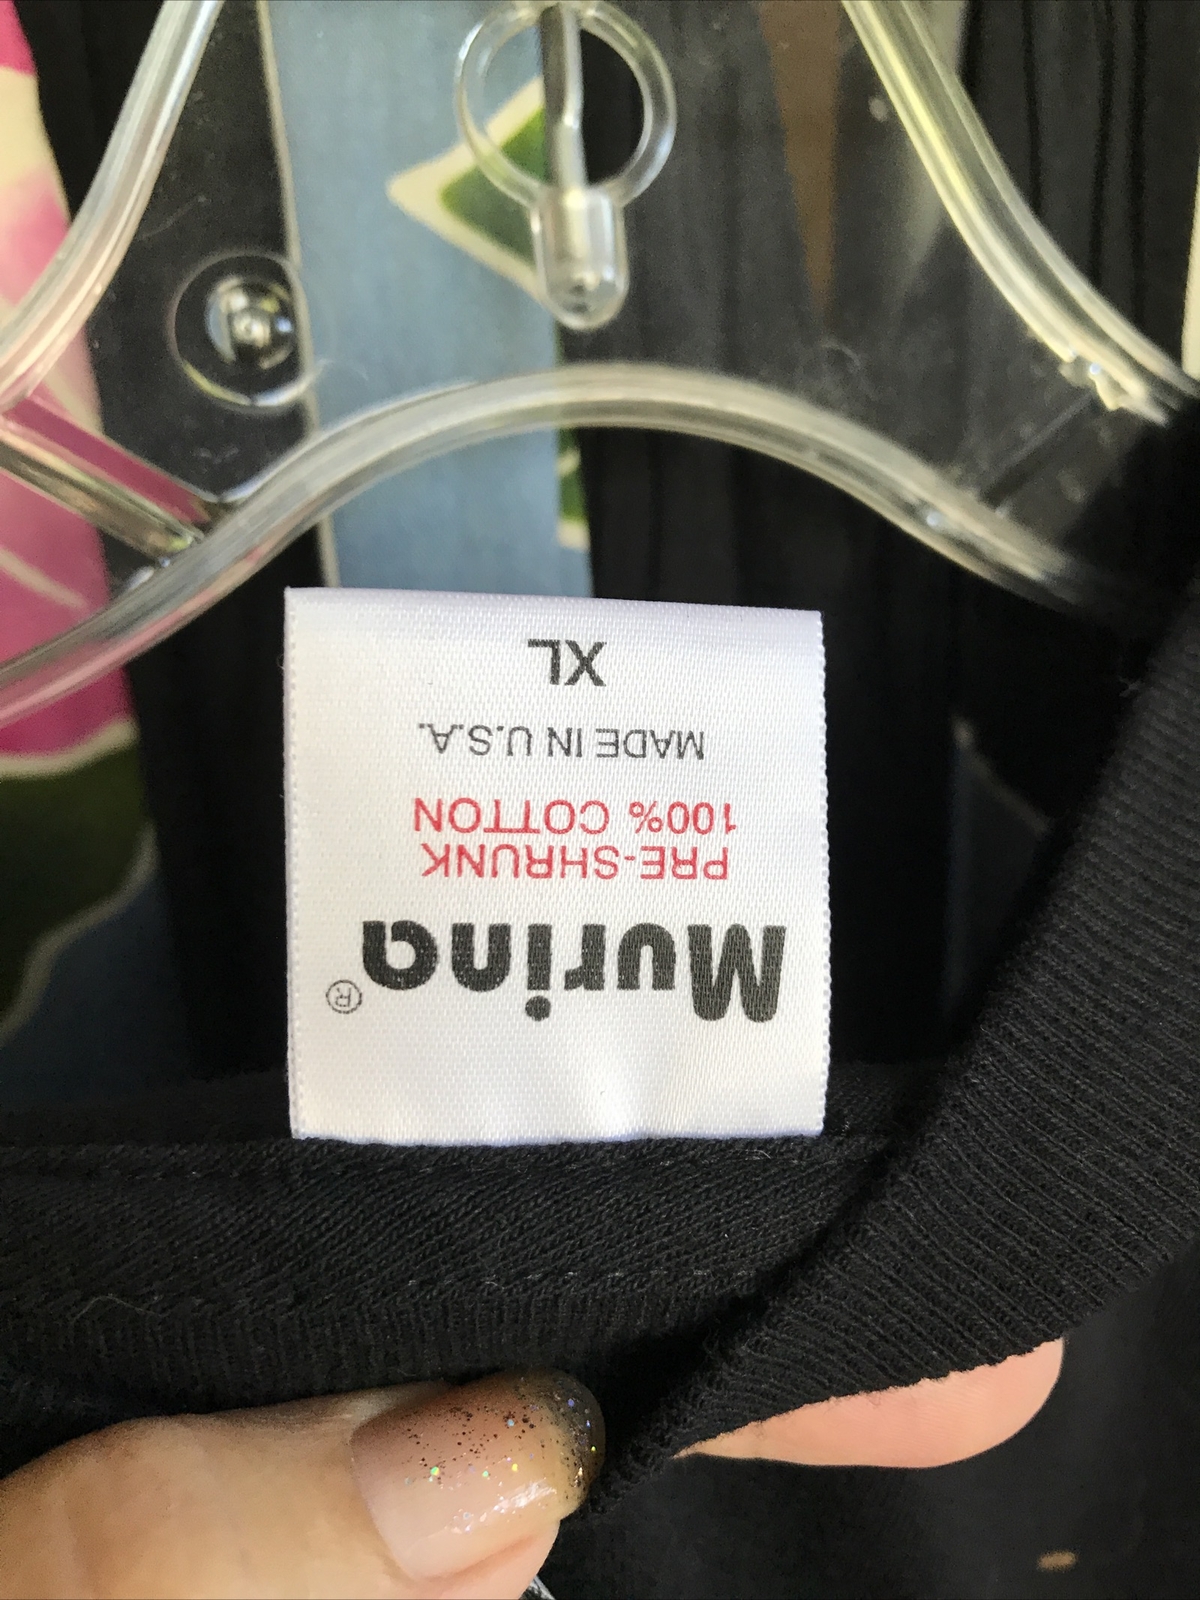 Murina®
PRE-SHRUNK
100% COTTON
MADE IN U.S.A.
XL